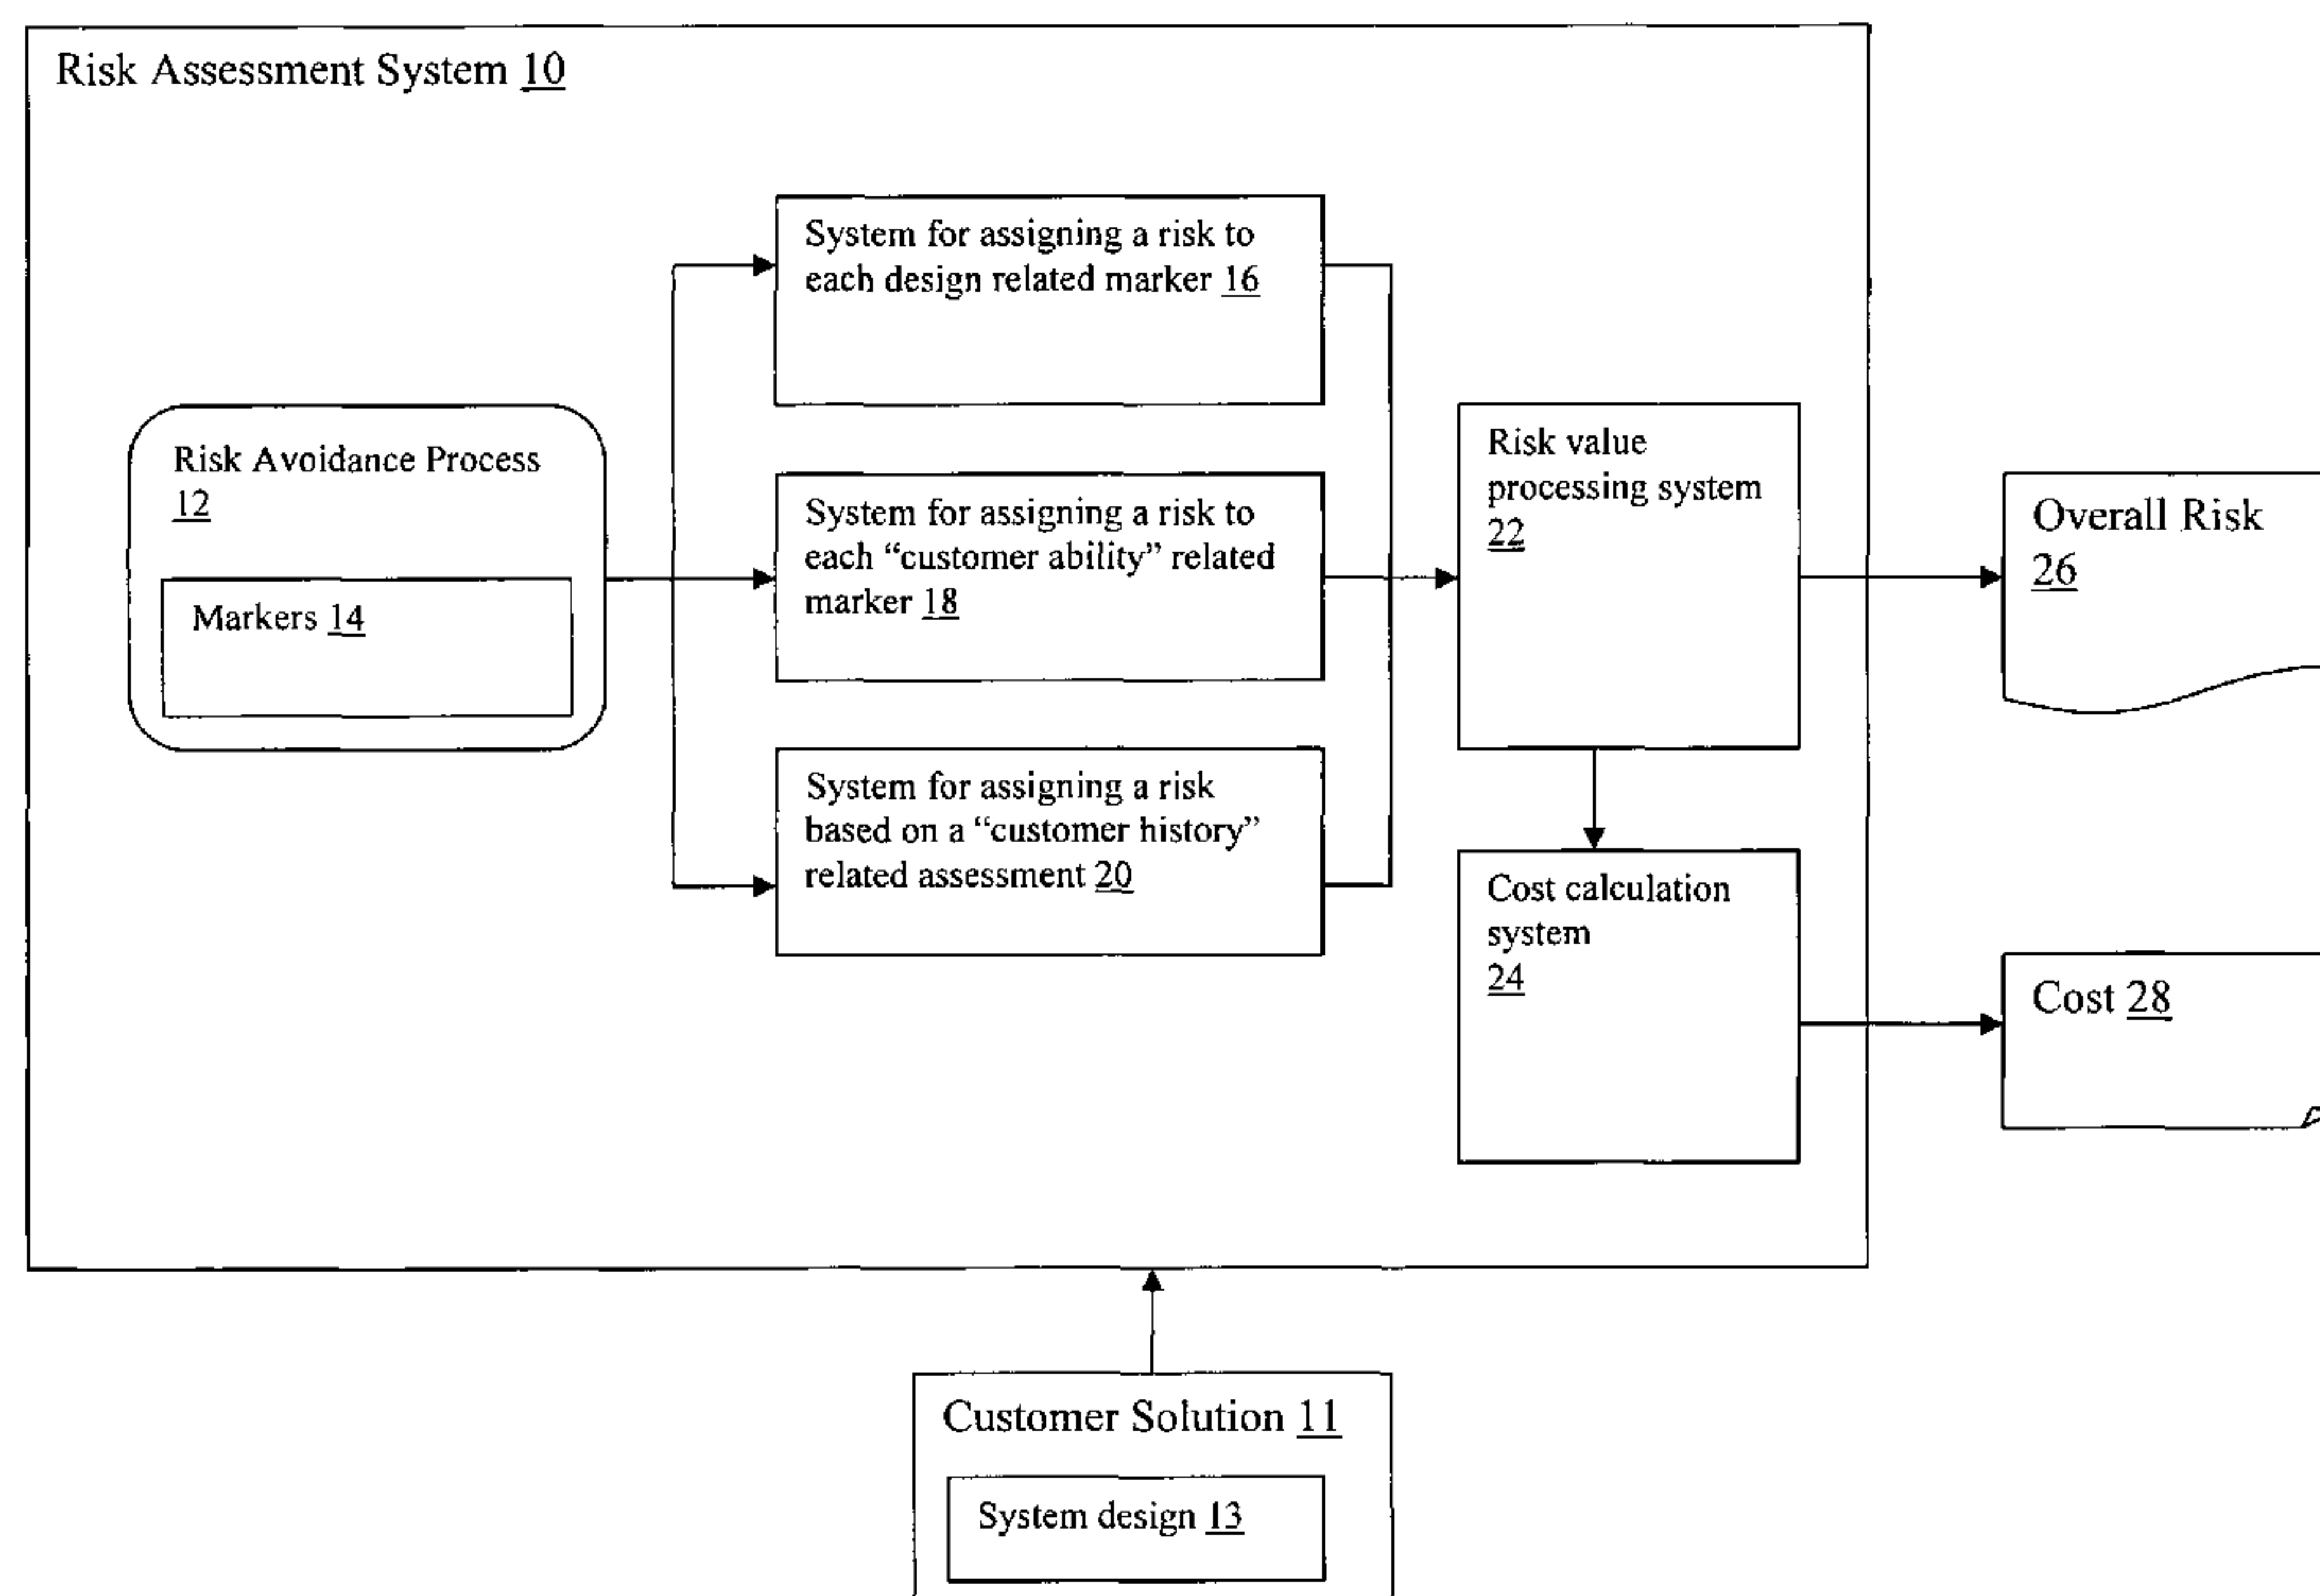 Risk Assessment System 10
System for assigning a risk to
each design related marker 16
Risk Avoidance Process
12
Markers 14
System for assigning a risk to
each “customer ability” related
marker 18
System for assigning a risk
based on a “customer history”
related assessment 20
Risk value
processing system
22
Cost calculation
system
24
Overall Risk
26
Cost 28
Customer Solution 11
System design 13